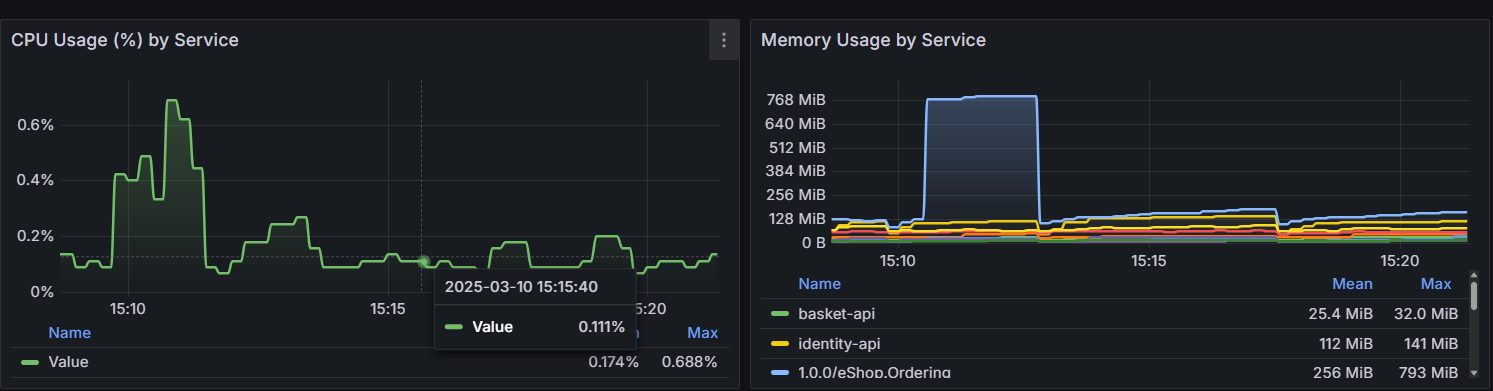 CPU Usage (%) by Service
0.6%
0.4%
0.2%
0%
15:10
15:15
5:20
2025-03-10 15:15:40
Value
0.111%
Name
Max
Value
0.174%
0.688%
Memory Usage by Service
768 MiB
640 MiB
512 MiB
384 MiB
256 MiB
128 MiB
0 B
15:10
15:15
15:20
Name Mean Max
basket-api 25.4 MiB 32.0 MiB
identity-api 112 MiB 141 MiB
1.0.0/eShop.Ordering 256 MiB 793 MiB